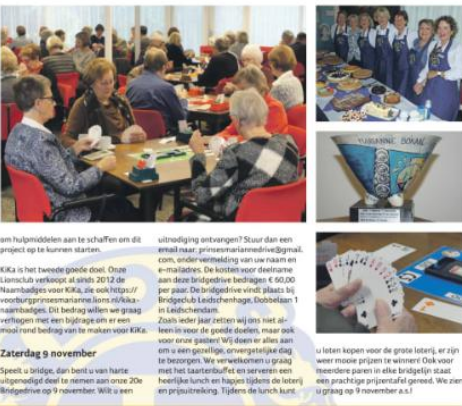 MARIANNE BOKAAL
om hulpmiddelen aan te schaffen om dit
project op te kunnen starten.
KiKa is het tweede goede doel. Onze
Lionsclub verkoopt al sinds 2012 de
Naambadges voor KiKa, zie ook https://
voorburgprinsesmarianne.lions.nl/kika-
naambadges. Dit bedrag willen we graag
verhogen met een bijdrage om er een
mooi rond bedrag van te maken voor KiKa.
Zaterdag 9 november
Speelt u bridge, dan bent u van harte
uitgenodigd deel te nemen aan onze 20e
Bridgedrive op 9 november. Wilt u een
uitnodiging ontvangen? Stuur dan een
email naar: prinsesmariannedrive@gmail.
com, onder vermelding van uw naam en
e-mailadres. De kosten voor deelname
aan deze bridgedrive bedragen € 60,00
per paar. De bridgedrive vindt plaats bij
Bridgeclub Leidschenhage, Dobbelaan 1
in Leidschendam.
Zoals ieder jaar zetten wij ons niet al-
leen in voor de goede doelen, maar ook
voor onze gasten! Wij doen er alles aan
om u een gezellige, onvergetelijke dag
te bezorgen. We verwelkomen u graag
met het taartenbuffet en serveren een
heerlijke lunch en hapjes tijdens de loterij
en prijsuitreiking. Tijdens de lunch kunt
u loten kopen voor de grote loterij, er zijn
weer mooie prijzen te winnen! Ook voor
meerdere paren in elke bridgelijn staat
een prachtige prijzentafel gereed. We zien
u graag op 9 november a.s.!